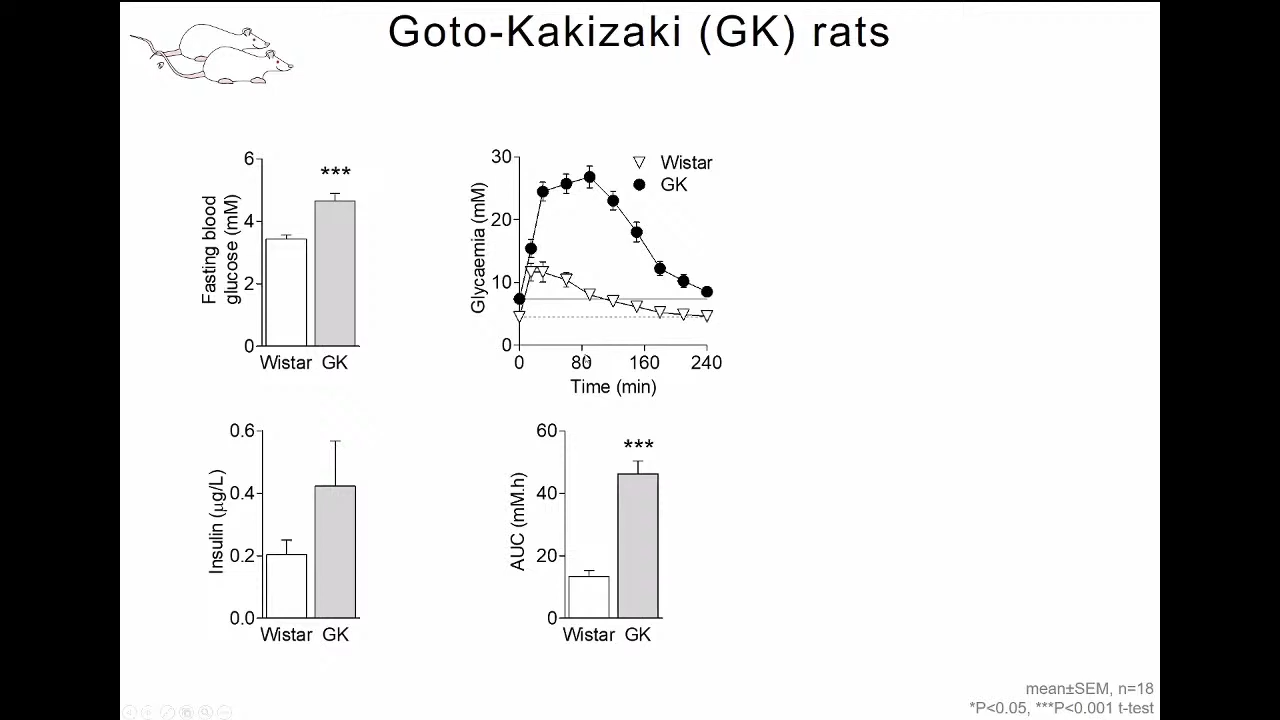 Goto-Kakizaki (GK) rats
6
4
2
0
Fasting blood
glucose (mM)
***
Wistar GK
30
20
10
0
Glycaemia (mM)
Wistar
GK
0 80 160 240
Time (min)
0.6
0.4
0.2
0.0
Insulin (µg/L)
Wistar GK
60
40
20
0
AUC (mM.h)
***
Wistar GK
mean±SEM, n=18
*P<0.05, ***P<0.001 t-test